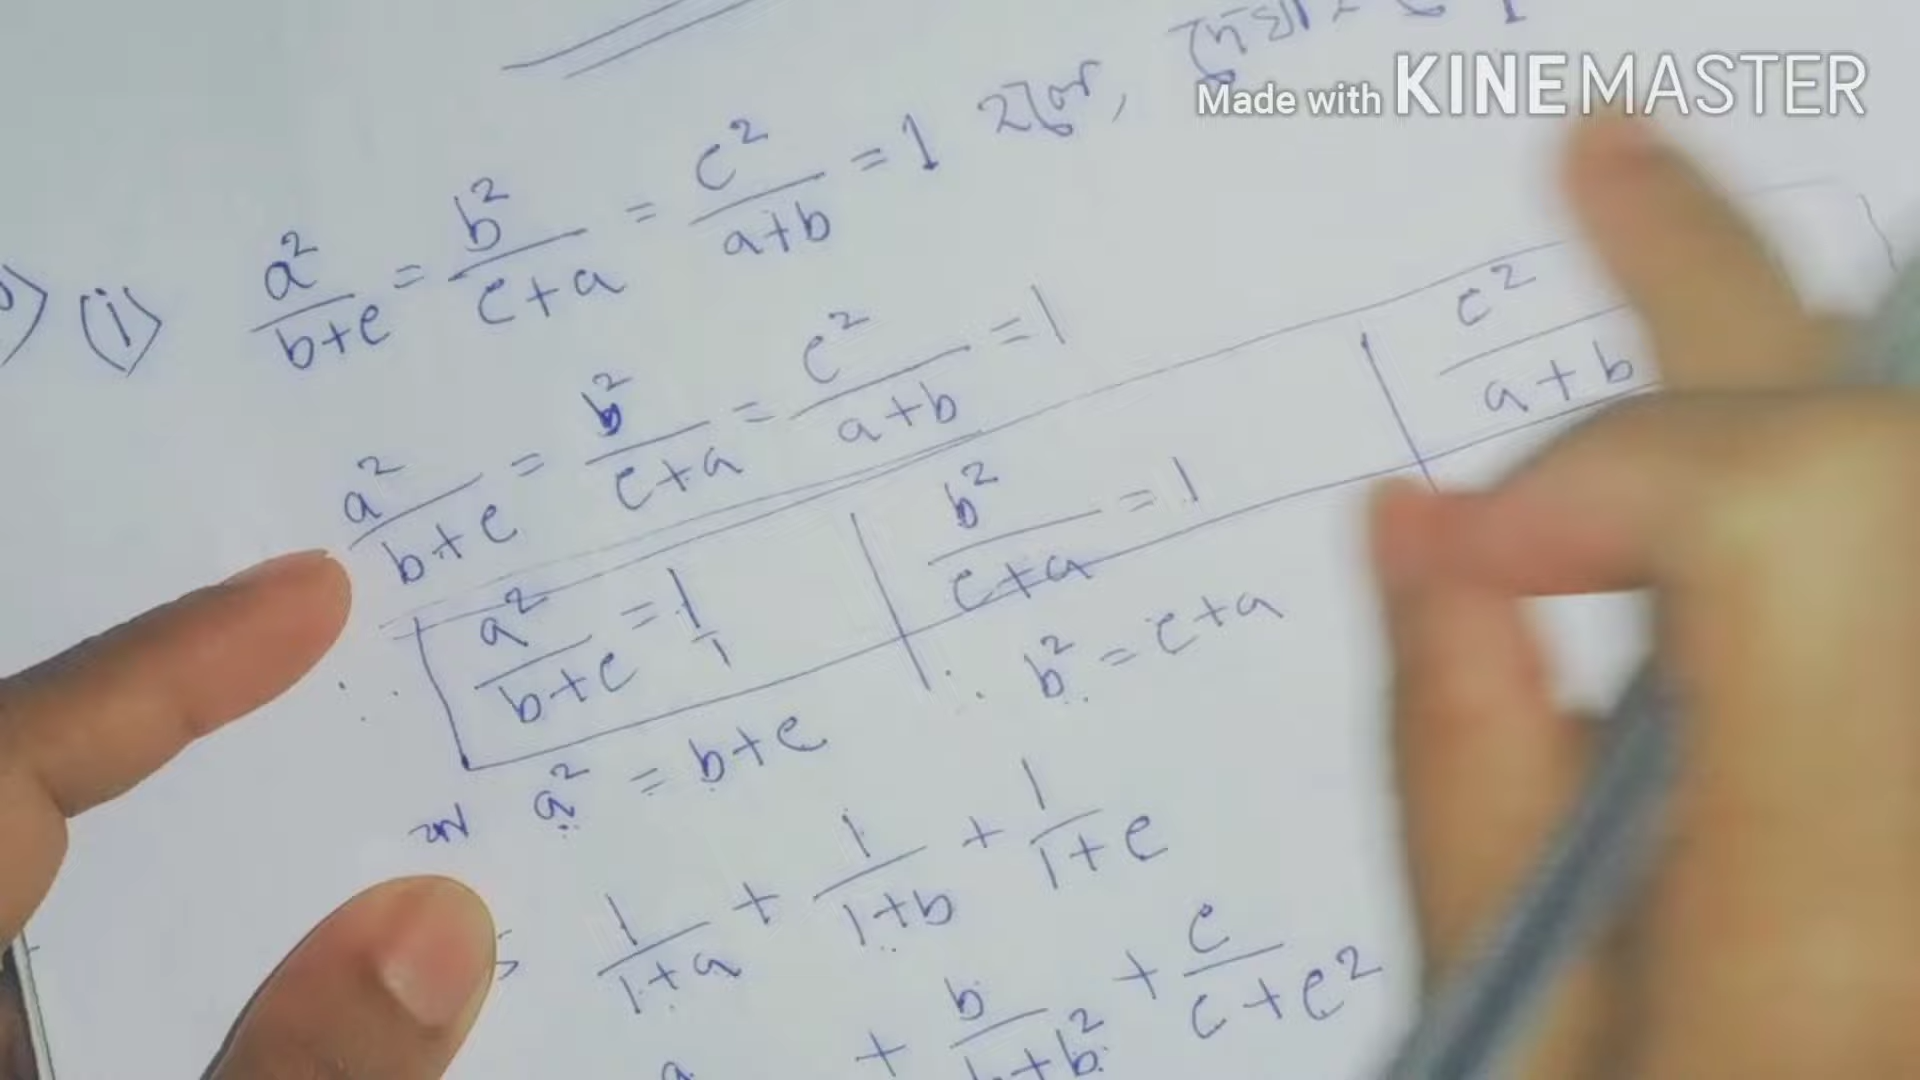 Made with KINEMASTER
(i) a²/b+c = b²/c+a = c²/a+b = 1 হলে,
a²/b+c = b²/c+a = c²/a+b = 1
∴ a²/b+c = 1/1 | b²/c+a = 1 | c²/a+b
বা a² = b+c ∴ b² = c+a
1/1+a + 1/1+b + 1/1+c
a + b/b+b² + c/c+c²